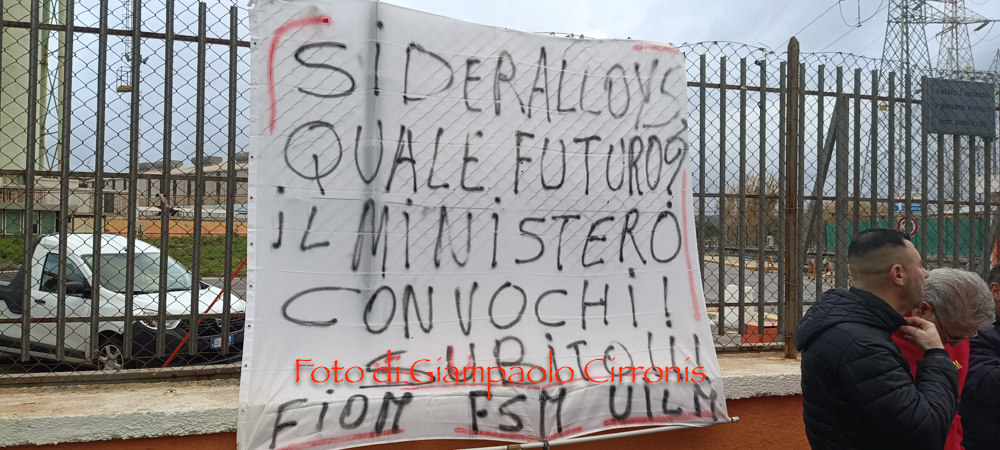 SIDERALLOYS
QUALE FUTURO?
IL MINISTERO
CONVOCHI!
SUBITO!!!
Foto di Giampaolo Cirronis
FIOM FSM UILM